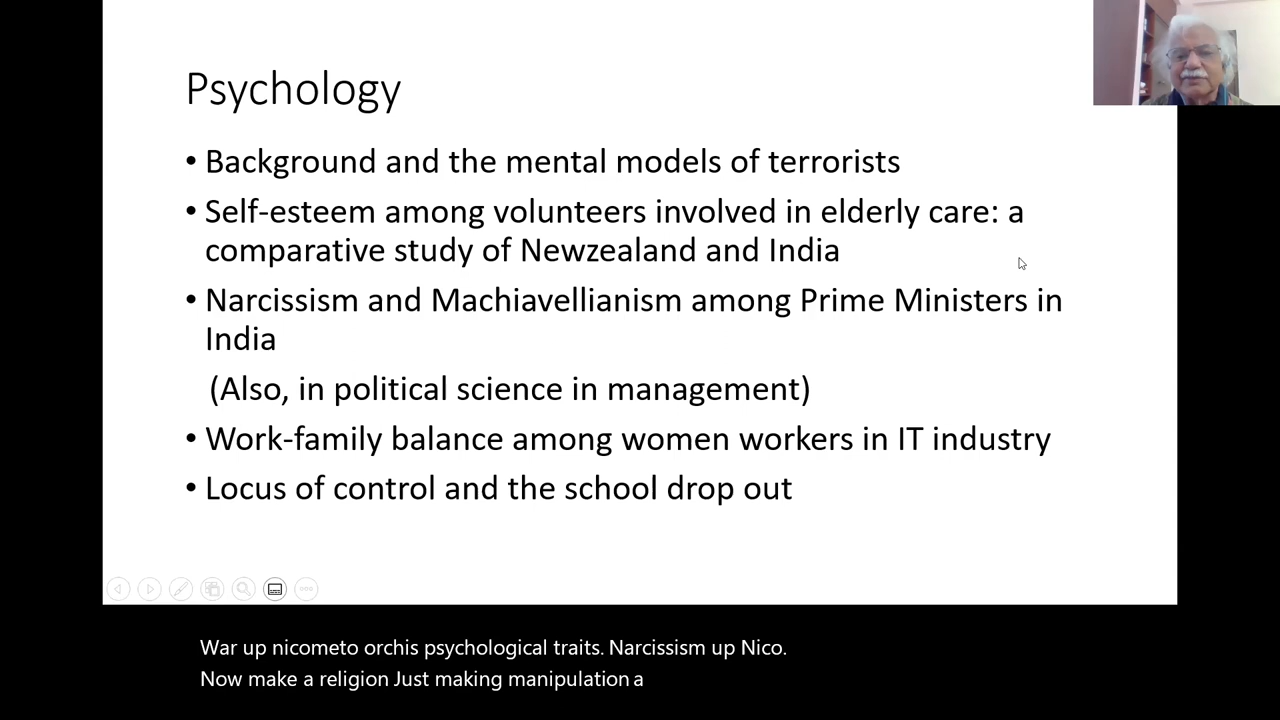 Psychology
• Background and the mental models of terrorists
• Self-esteem among volunteers involved in elderly care: a
comparative study of Newzealand and India
• Narcissism and Machiavellianism among Prime Ministers in
India
(Also, in political science in management)
• Work-family balance among women workers in IT industry
• Locus of control and the school drop out
War up nicometo orchis psychological traits. Narcissism up Nico.
Now make a religion Just making manipulation a